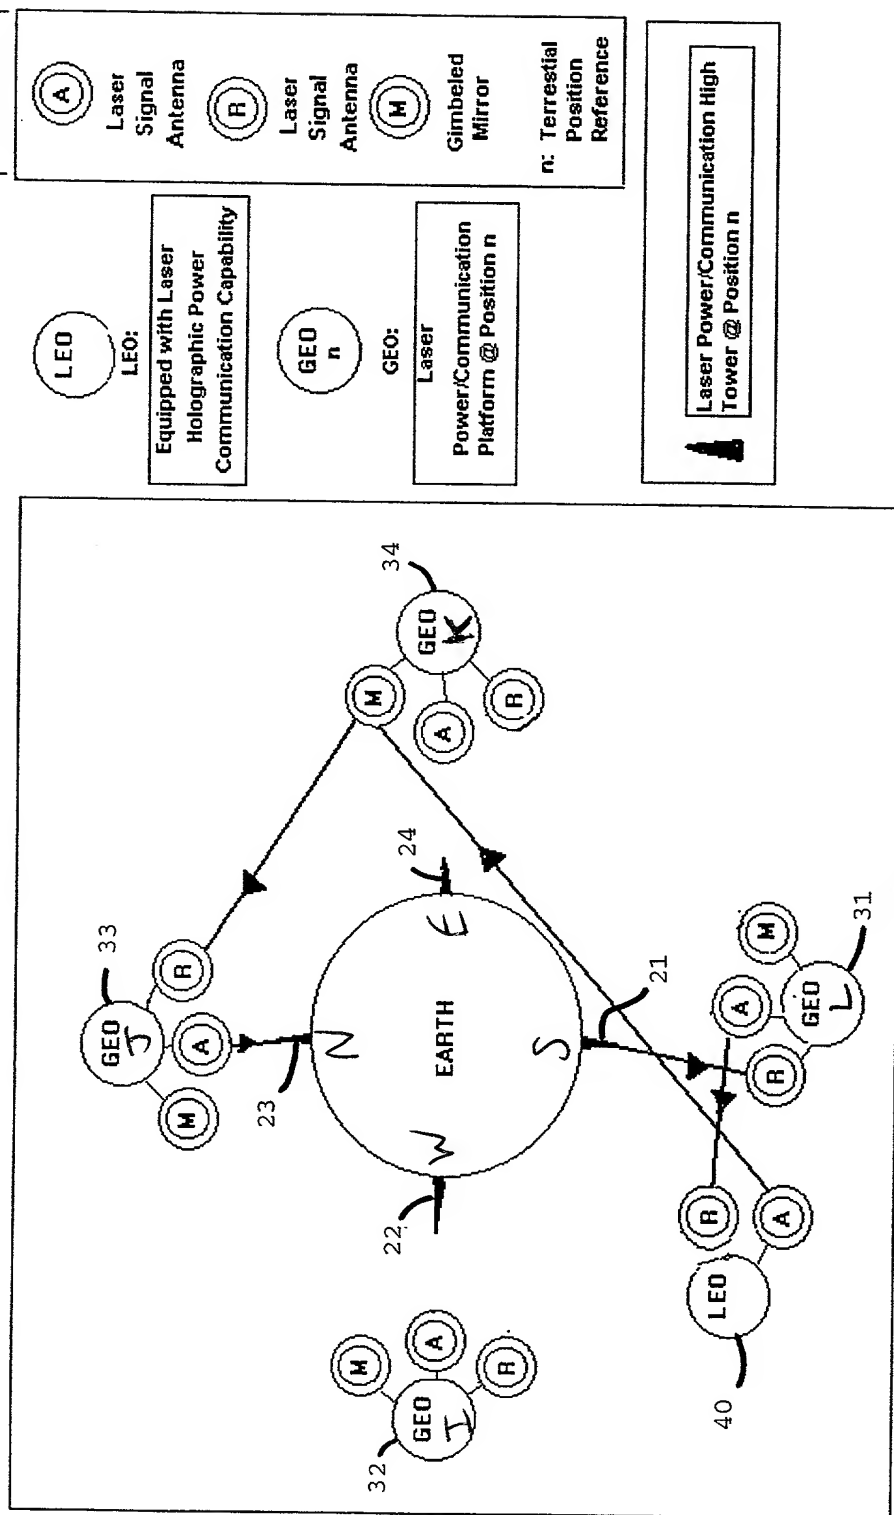 A
Laser
Signal
Antenna
R
Laser
Signal
Antenna
M
Gimbeled
Mirror
n: Terrestial
Position
Reference
LEO
LEO:
Equipped with Laser
Holographic Power
Communication Capability
GEO
n
GEO:
Laser
Power/Communication
Platform @ Position n
Laser Power/Communication High
Tower @ Position n
33
GEO
J
M
A
R
23
34
GEO
K
M
A
R
24
N
W
EARTH
E
S
22
21
32
GEO
I
M
A
R
40
LEO
R
A
31
GEO
L
R
A
M